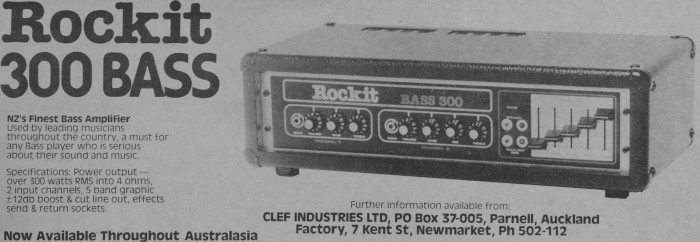 Rockit
300 BASS
NZ's Finest Bass Amplifier
Used by leading musicians
throughout the country, a must for
any Bass player who is serious
about their sound and music.
Specifications: Power output —
over 300 watts RMS into 4 ohms,
2 input channels, 5 band graphic
±12db boost & cut line out, effects
send & return sockets.
Now Available Throughout Australasia
Rockit BASS 300
Further information available from:
CLEF INDUSTRIES LTD, PO Box 37-005, Parnell, Auckland
Factory, 7 Kent St, Newmarket, Ph 502-112